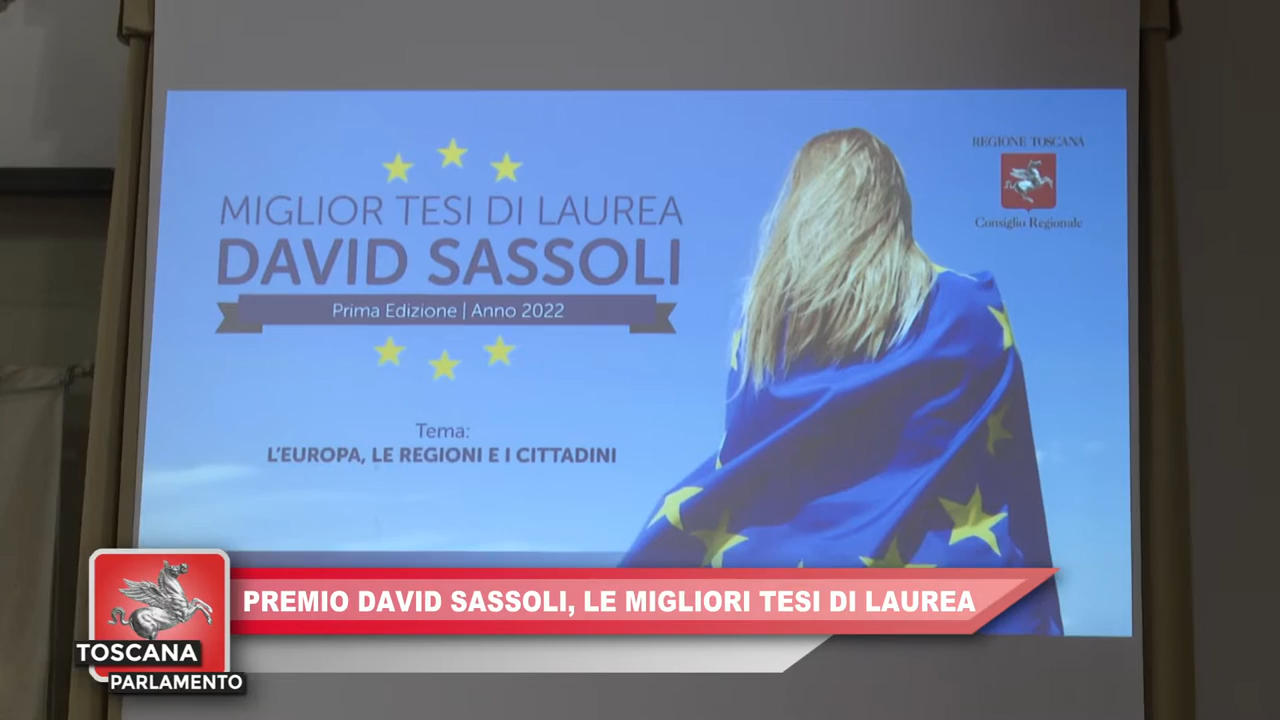 REGIONE TOSCANA
Consiglio Regionale
MIGLIOR TESI DI LAUREA
DAVID SASSOLI
Prima Edizione | Anno 2022
Tema:
L'EUROPA, LE REGIONI E I CITTADINI
PREMIO DAVID SASSOLI, LE MIGLIORI TESI DI LAUREA
TOSCANA
PARLAMENTO